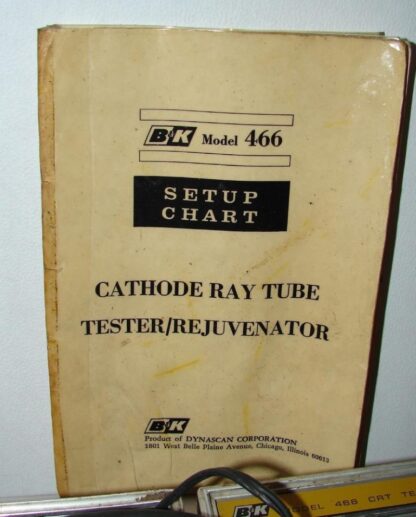 B&K Model 466
SETUP
CHART
CATHODE RAY TUBE
TESTER/REJUVENATOR
B&K
Product of DYNASCAN CORPORATION
1801 West Belle Plaine Avenue, Chicago, Illinois 60613
B&K MODEL 466 CRT TE